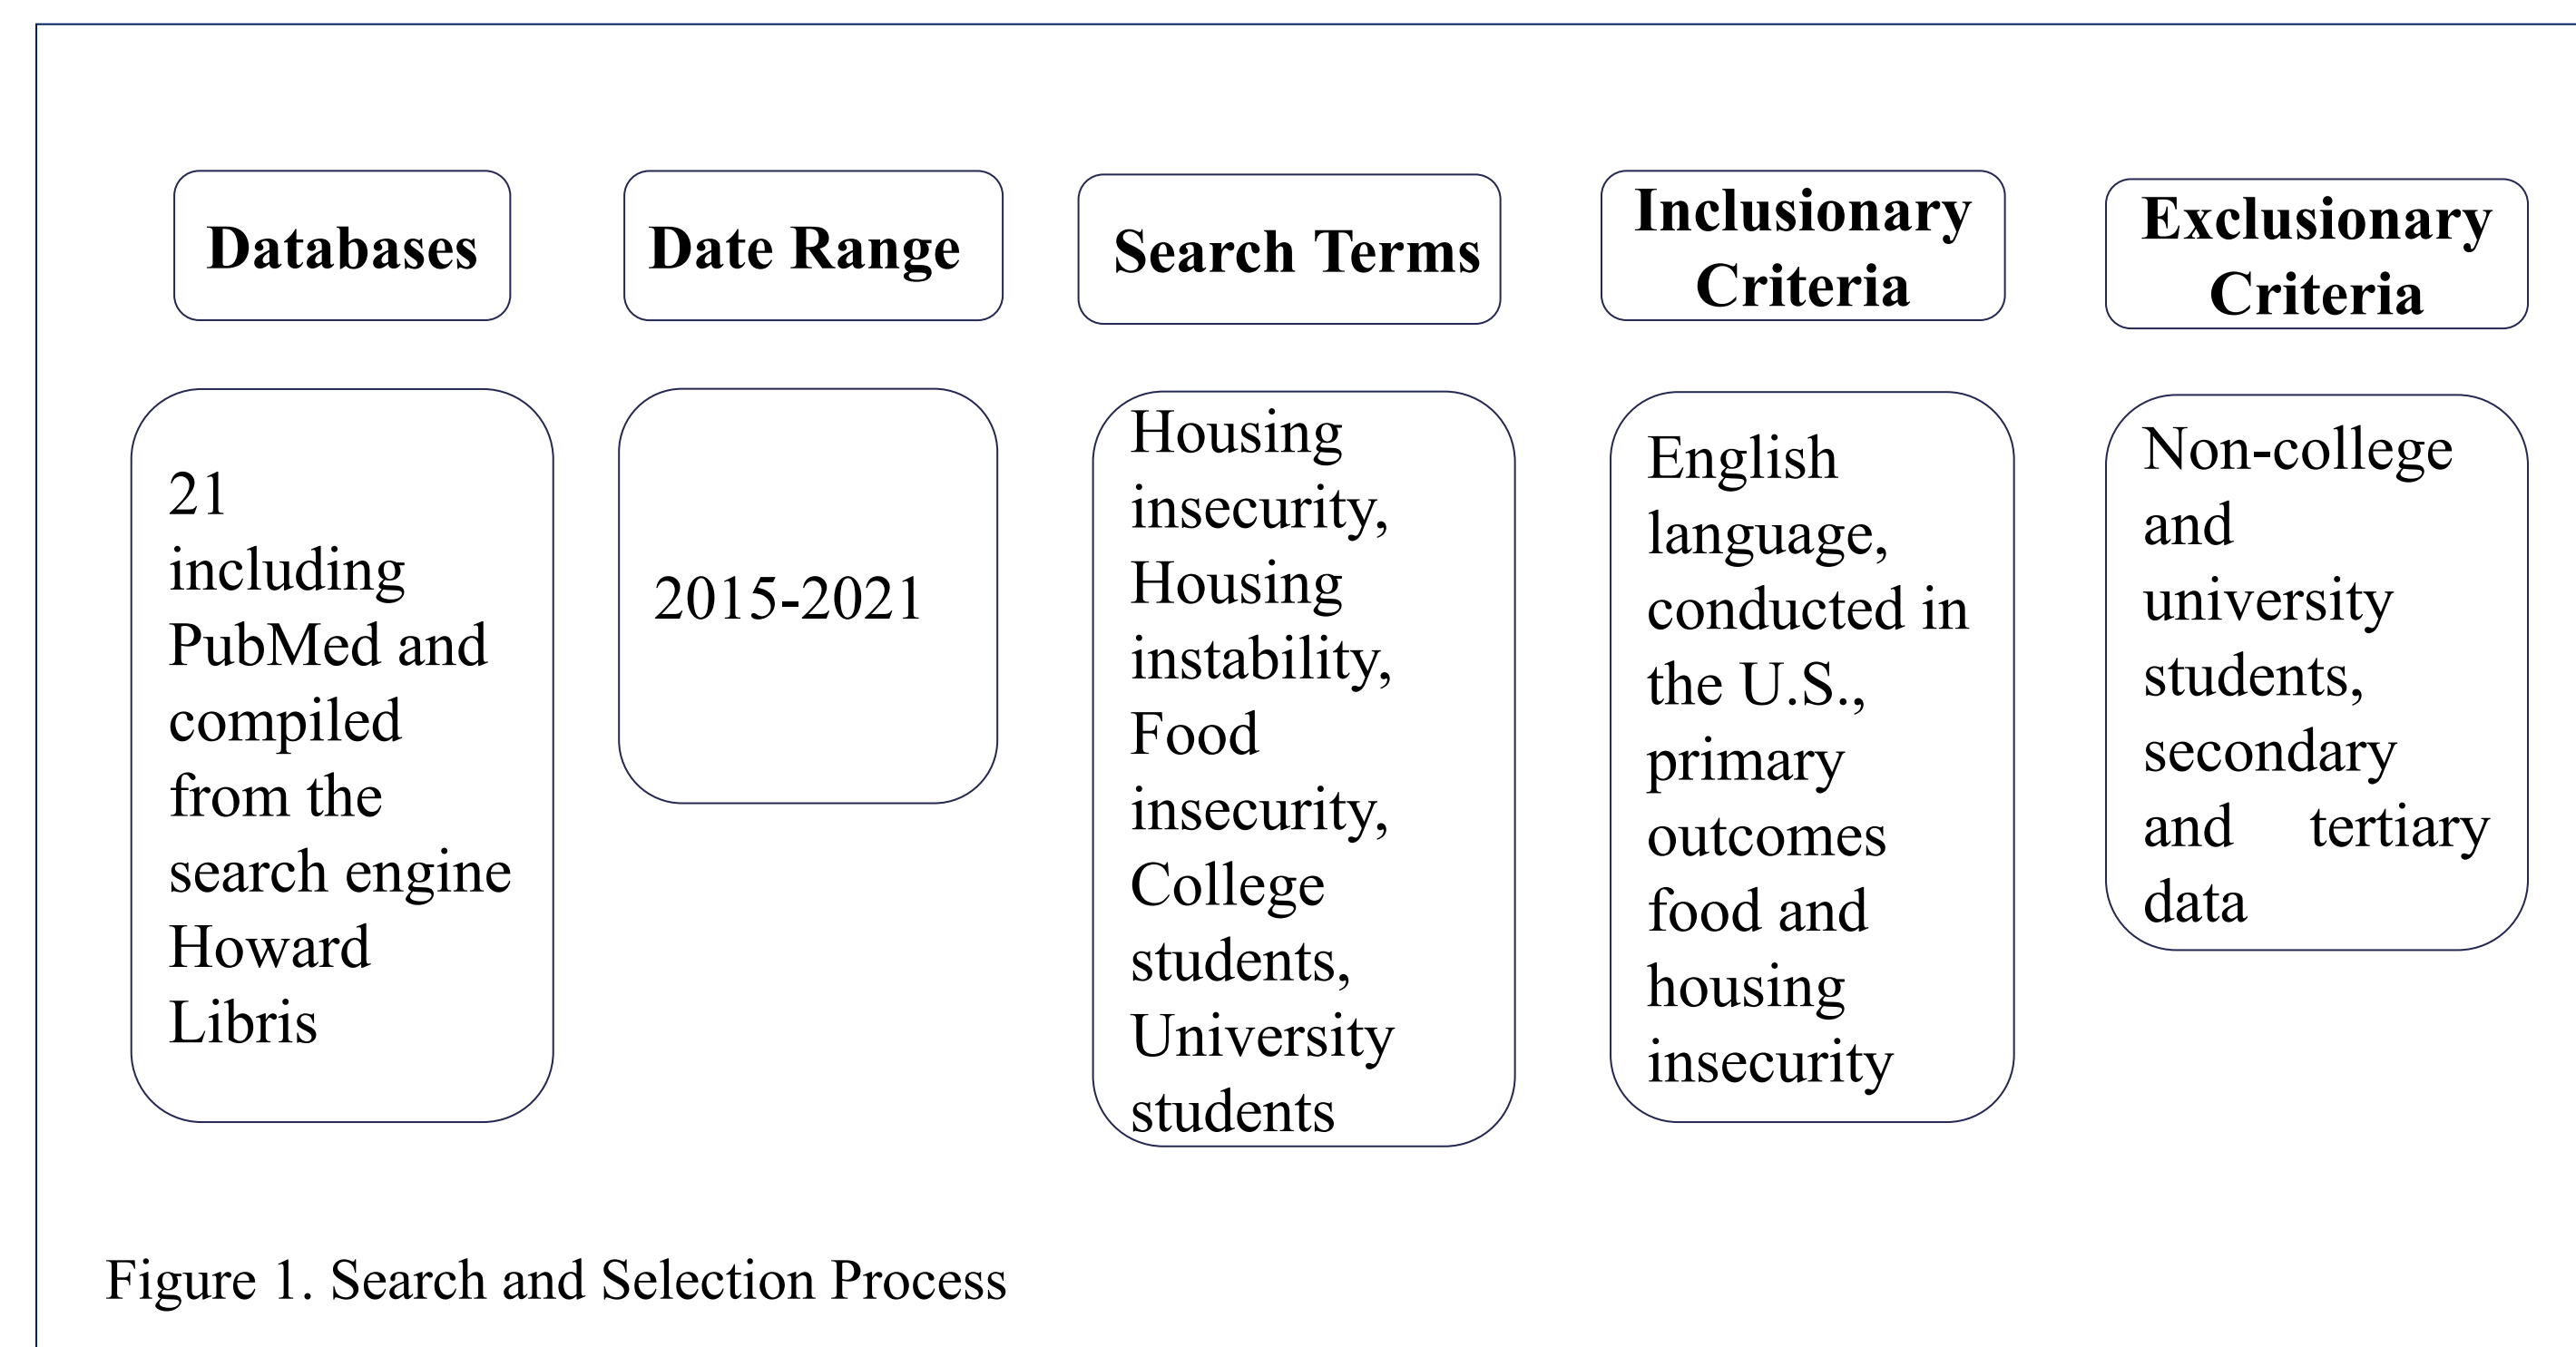 Databases
Date Range
Search Terms
Inclusionary
Criteria
Exclusionary
Criteria
21
including
PubMed and
compiled
from the
search engine
Howard
Libris
2015-2021
Housing
insecurity,
Housing
instability,
Food
insecurity,
College
students,
University
students
English
language,
conducted in
the U.S.,
primary
outcomes
food and
housing
insecurity
Non-college
and
university
students,
secondary
and tertiary
data
Figure 1. Search and Selection Process